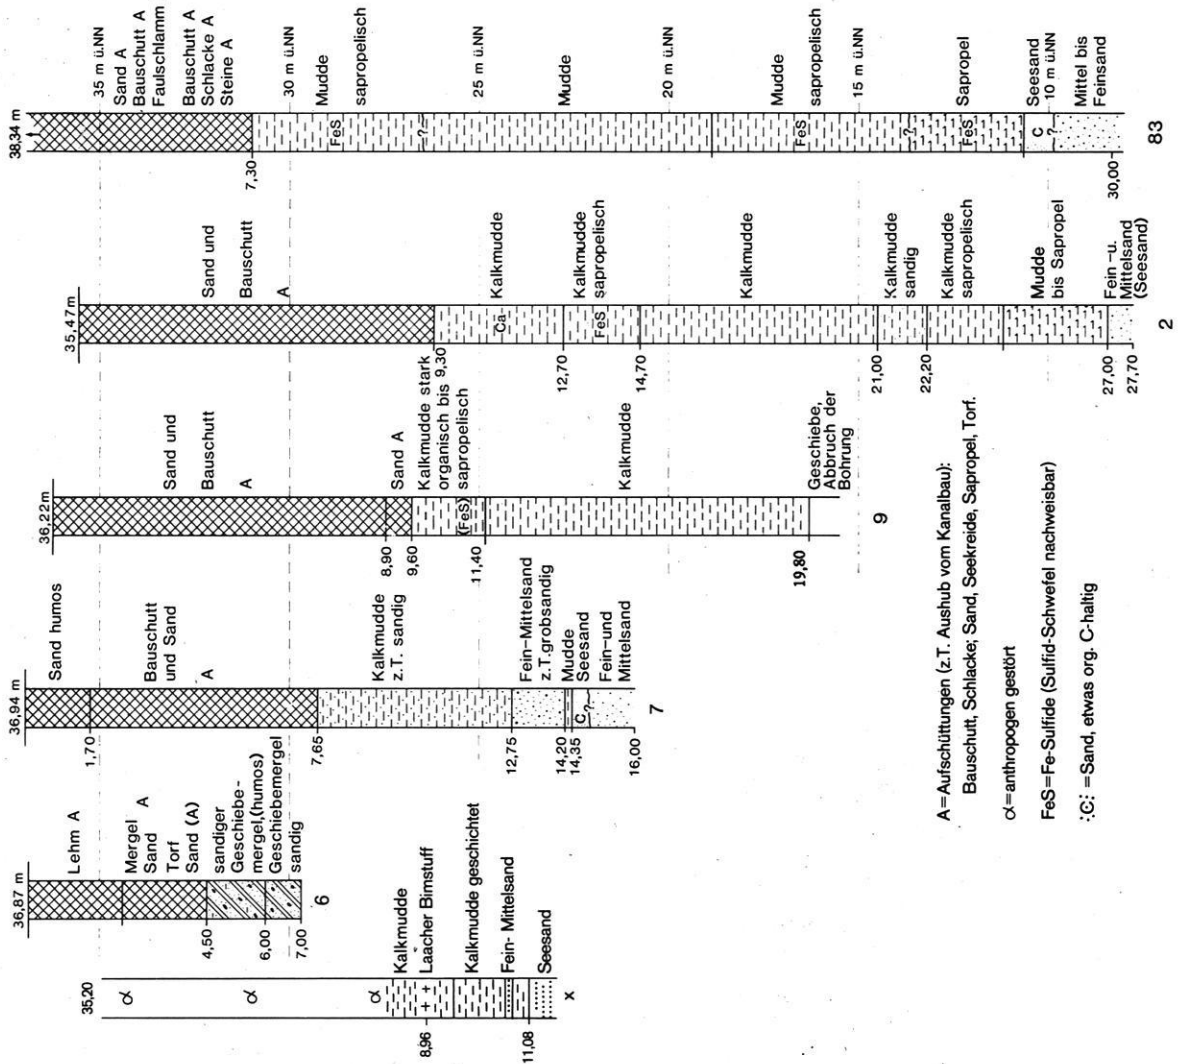 35,20
α
α
α
Kalkmudde
Laacher Bimstuff
8,96
Kalkmudde geschichtet
Fein- Mittelsand
11,08
Seesand
x
36,87 m
Lehm A
Mergel
Sand A
Torf
Sand (A)
4,50
sandiger
Geschiebe-
mergel,(humos)
6,00
Geschiebemergel
sandig
7,00
6
36,94 m
Sand humos
1,70
Bauschutt
und Sand
A
7,65
Kalkmudde
z.T. sandig
12,75
Fein-Mittelsand
z.T.grobsandig
14,20
Mudde
14,35
Seesand
C ?
Fein-und
Mittelsand
16,00
7
36,22m
Sand und
Bauschutt
A
8,90
Sand A
9,60
Kalkmudde stark
organisch bis 9,30
(FeS) sapropelisch
11,40
Kalkmudde
19,80
Geschiebe,
Abbruch der
Bohrung
9
35,47 m
Sand und
Bauschutt
A
Ca
Kalkmudde
12,70
FeS
Kalkmudde
sapropelisch
14,70
Kalkmudde
21,00
Kalkmudde
sandig
22,20
Kalkmudde
sapropelisch
Mudde
bis Sapropel
27,00
Fein -u.
Mittelsand
(Seesand)
27,70
2
38,34 m
35 m ü.NN
Sand A
Bauschutt A
Faulschlamm
Bauschutt A
Schlacke A
Steine A
7,30
30 m ü.NN
FeS
Mudde
sapropelisch
?
25 m ü.NN
Mudde
20 m ü.NN
FeS
Mudde
sapropelisch
15 m ü.NN
?
FeS
Sapropel
C
Seesand
?
10 m ü.NN
Mittel bis
Feinsand
30,00
83
A=Aufschüttungen (z.T. Aushub vom Kanalbau):
Bauschutt, Schlacke; Sand, Seekreide, Sapropel, Torf.
α=anthropogen gestört
FeS=Fe-Sulfide (Sulfid-Schwefel nachweisbar)
:C: =Sand, etwas org. C-haltig